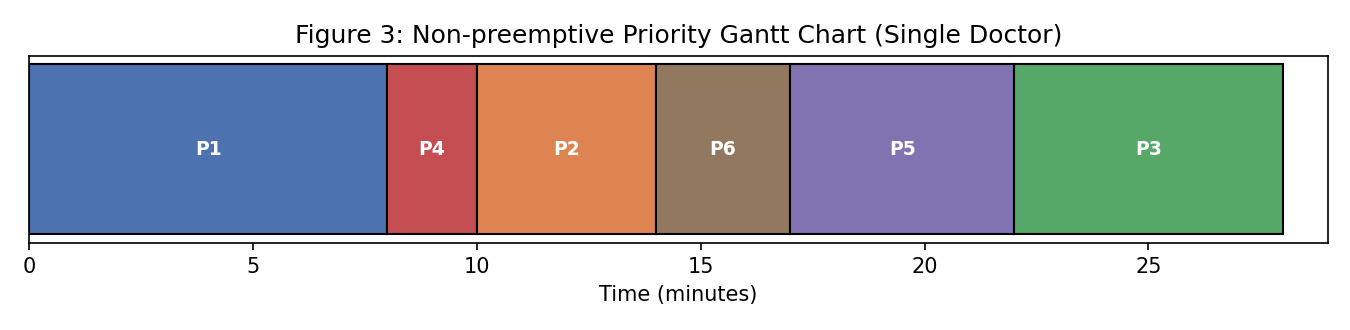 Figure 3: Non-preemptive Priority Gantt Chart (Single Doctor)
P1 P4 P2 P6 P5 P3
0 5 10 15 20 25
Time (minutes)